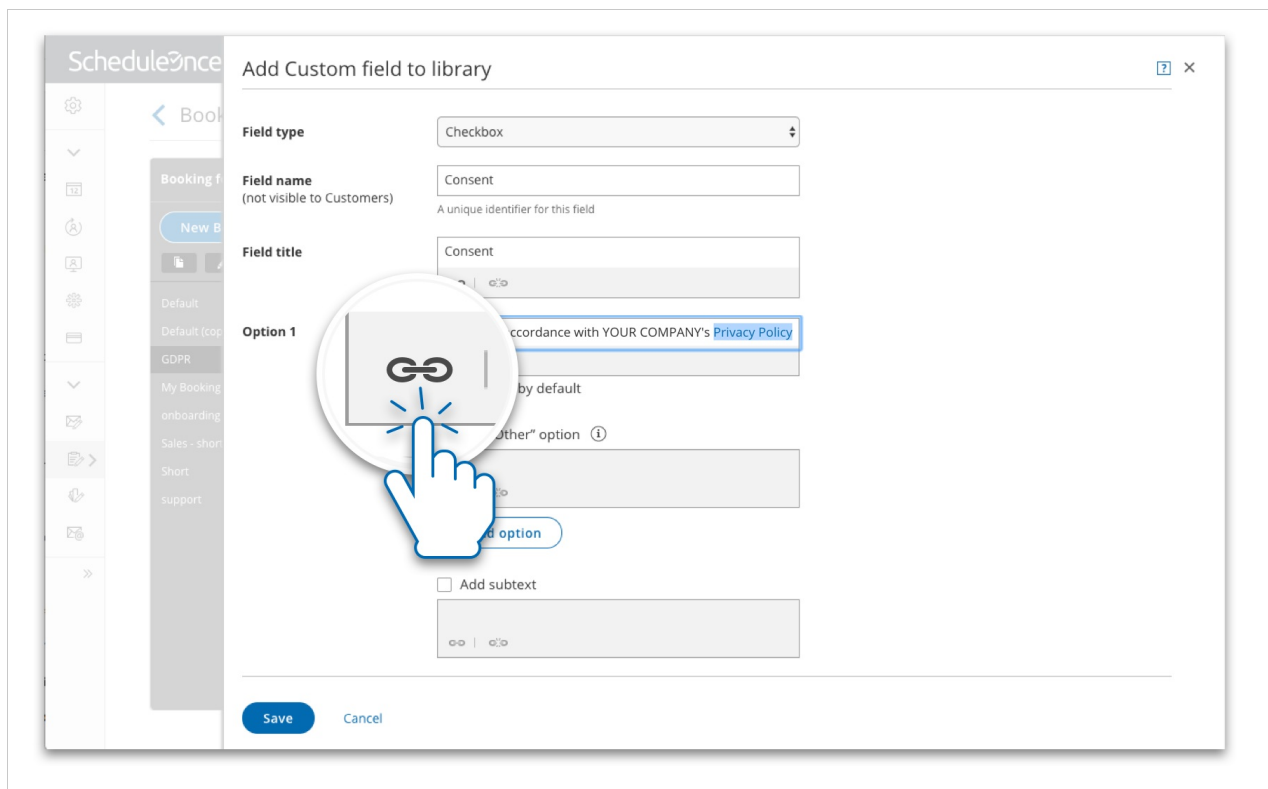 ScheduleOnce
Add Custom field to library
?
Book
Field type
Checkbox
Booking f
Field name
(not visible to Customers)
Consent
A unique identifier for this field
12
New B
Field title
Consent
Default
Default (cop
Option 1
ccordance with YOUR COMPANY's Privacy Policy
GDPR
My Booking
by default
onboarding
Sales - shor
Other" option
i
Short
support
d option
Add subtext
Save
Cancel